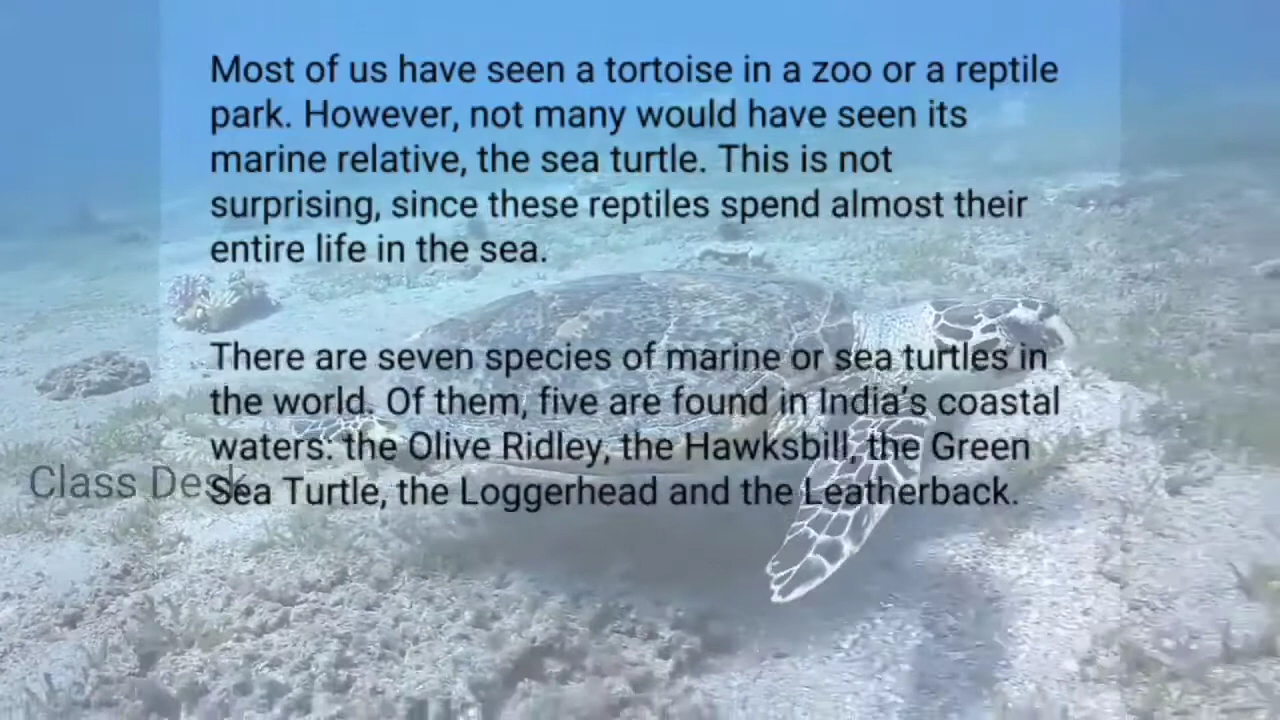 Most of us have seen a tortoise in a zoo or a reptile
park. However, not many would have seen its
marine relative, the sea turtle. This is not
surprising, since these reptiles spend almost their
entire life in the sea.
There are seven species of marine or sea turtles in
the world. Of them, five are found in India's coastal
waters: the Olive Ridley, the Hawksbill, the Green
Sea Turtle, the Loggerhead and the Leatherback.
Class Desk